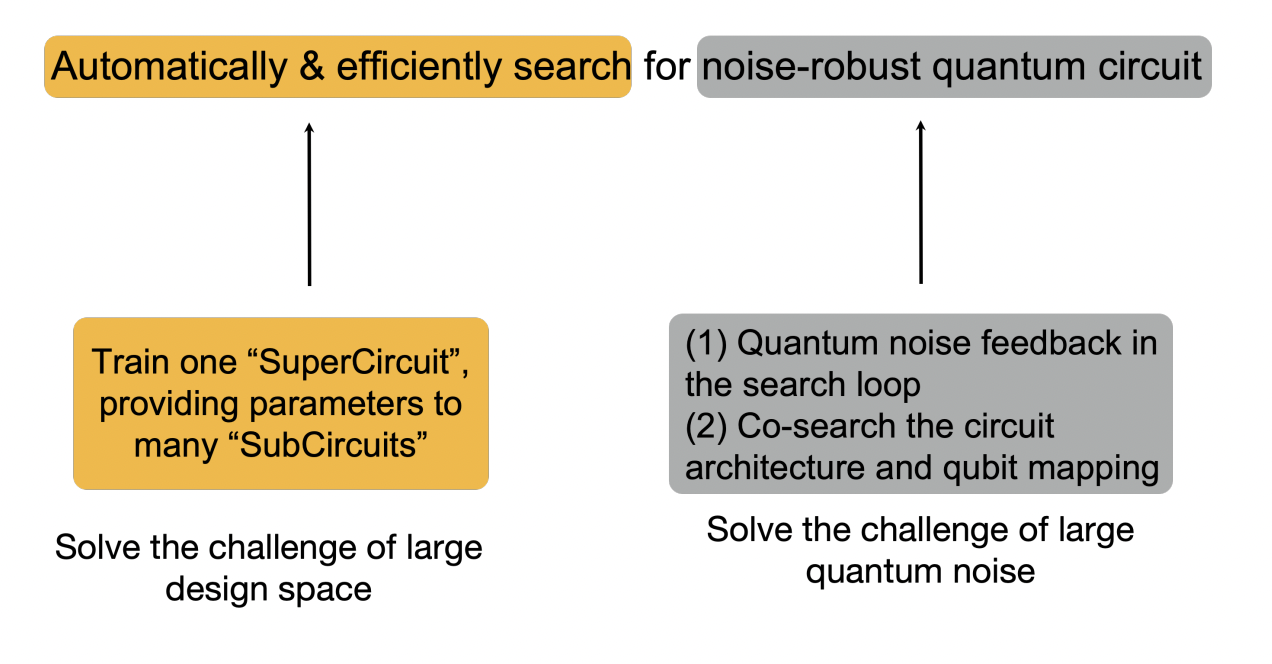 Automatically & efficiently search for noise-robust quantum circuit
Train one “SuperCircuit”,
providing parameters to
many “SubCircuits”
Solve the challenge of large
design space
(1) Quantum noise feedback in
the search loop
(2) Co-search the circuit
architecture and qubit mapping
Solve the challenge of large
quantum noise